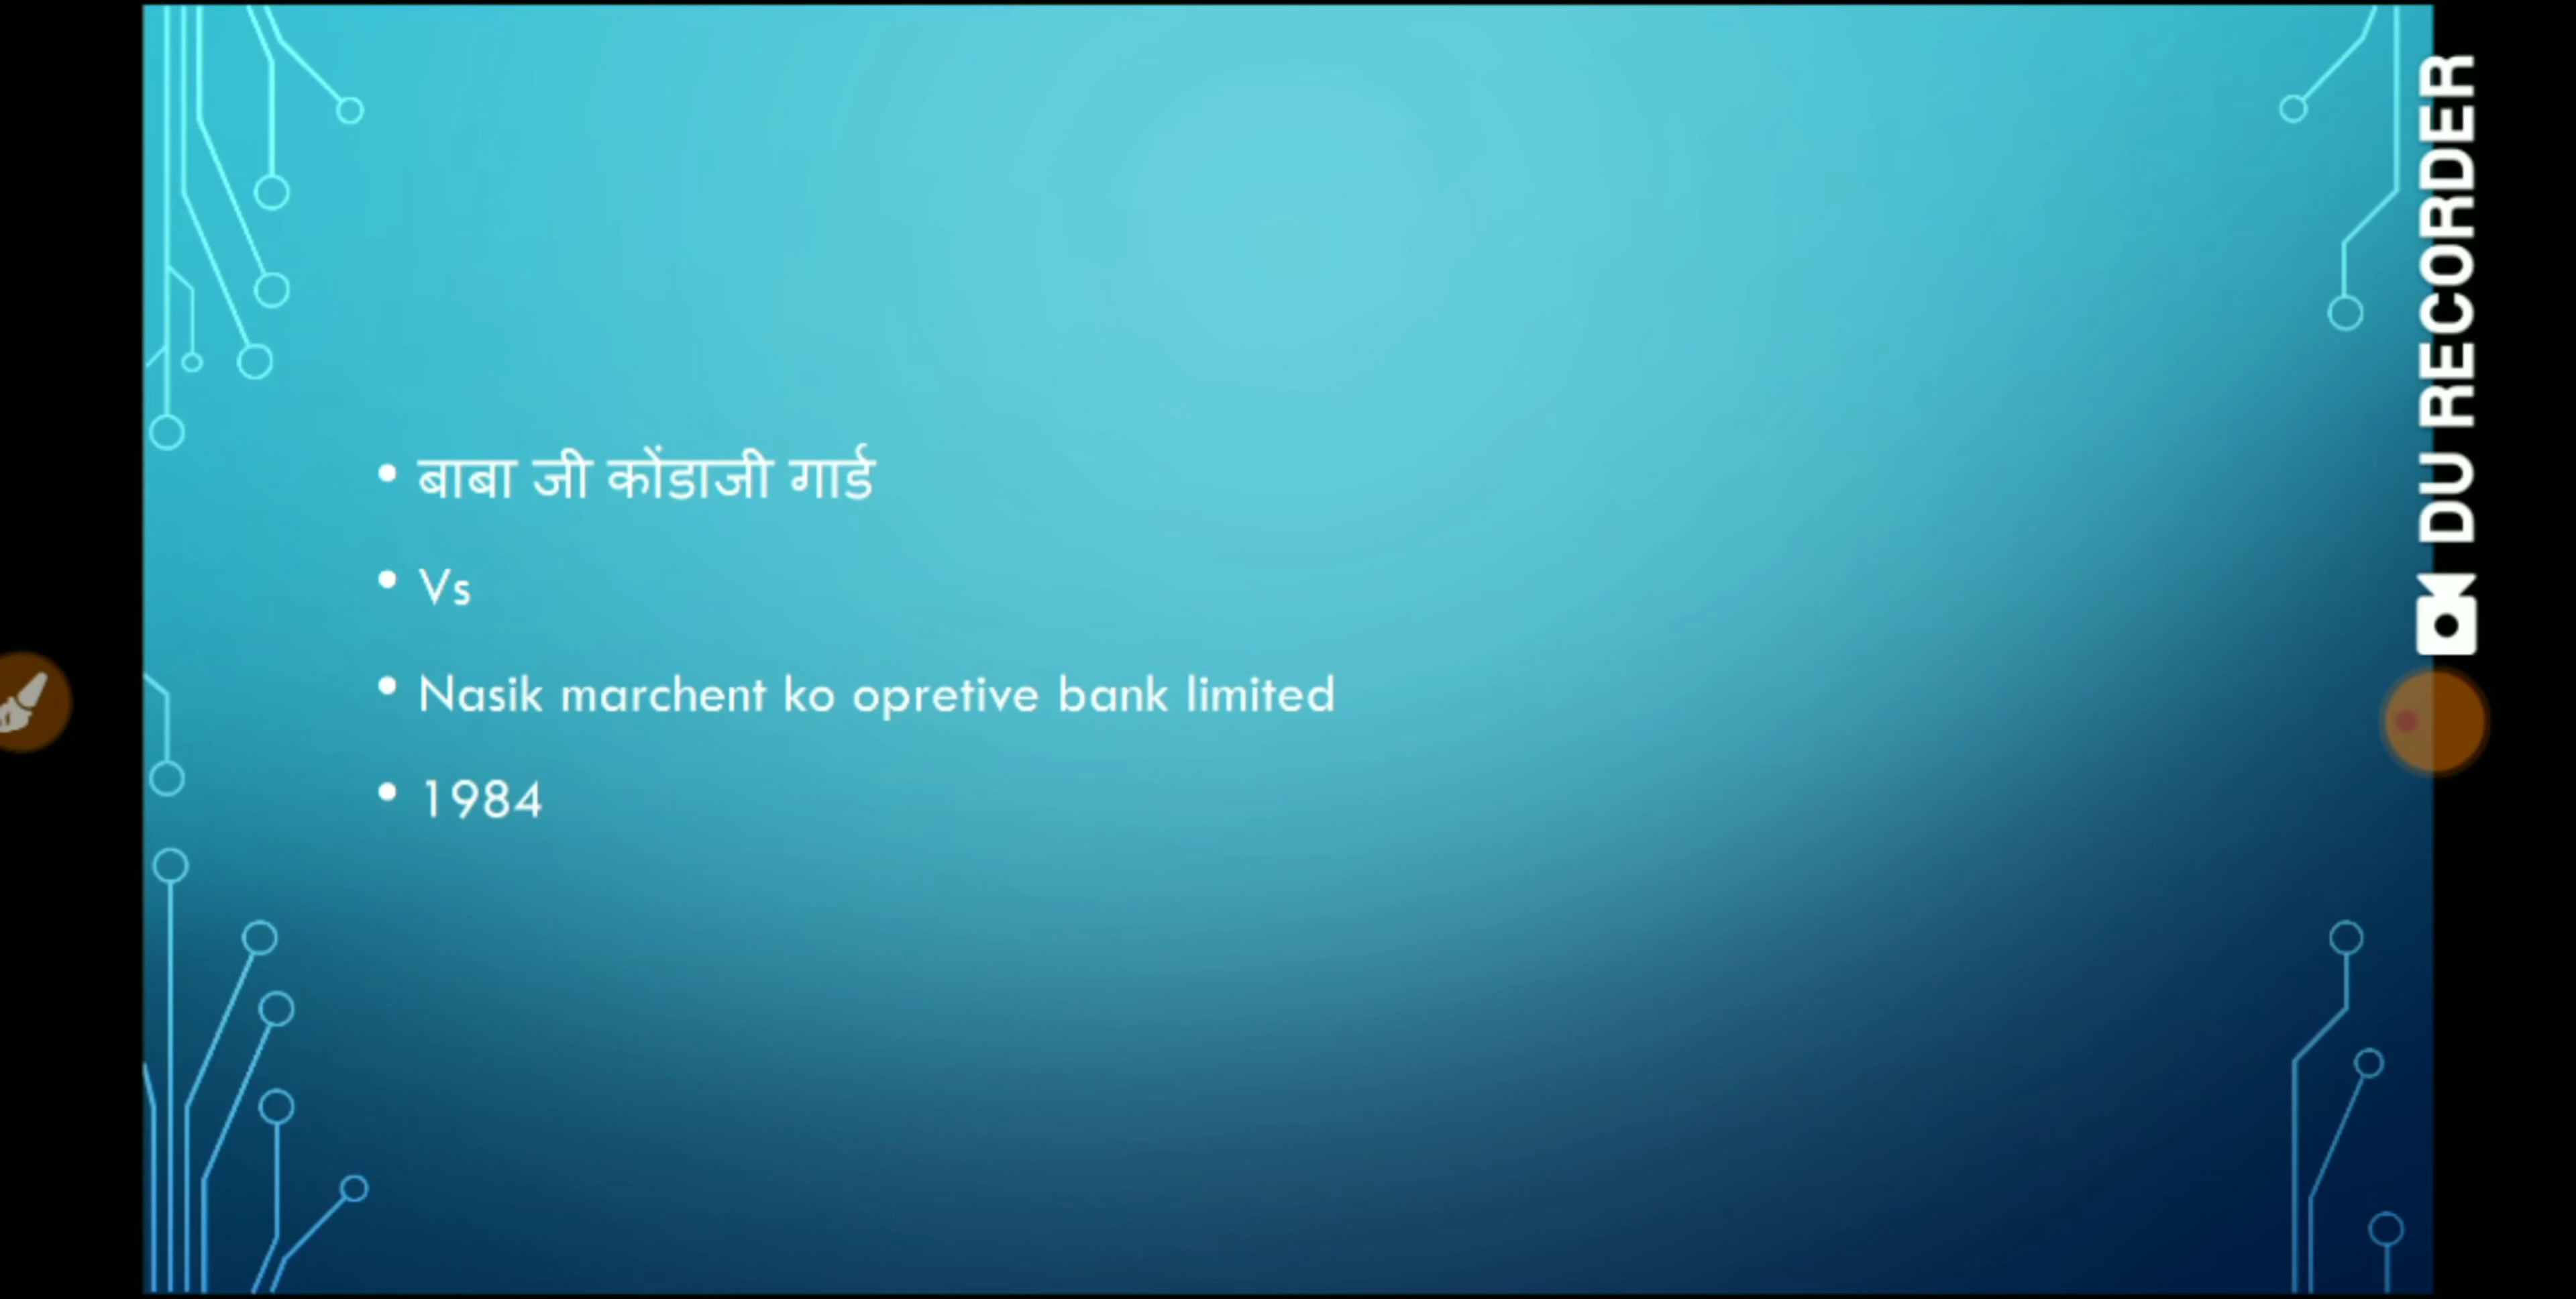 • बाबा जी कोंडाजी गार्ड
• Vs
• Nasik marchent ko opretive bank limited
• 1984
DU RECORDER